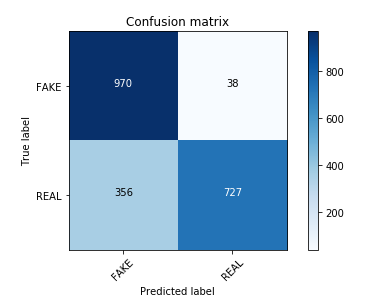 Confusion matrix
FAKE 970 38
REAL 356 727
True label
FAKE REAL
Predicted label
800
600
400
200